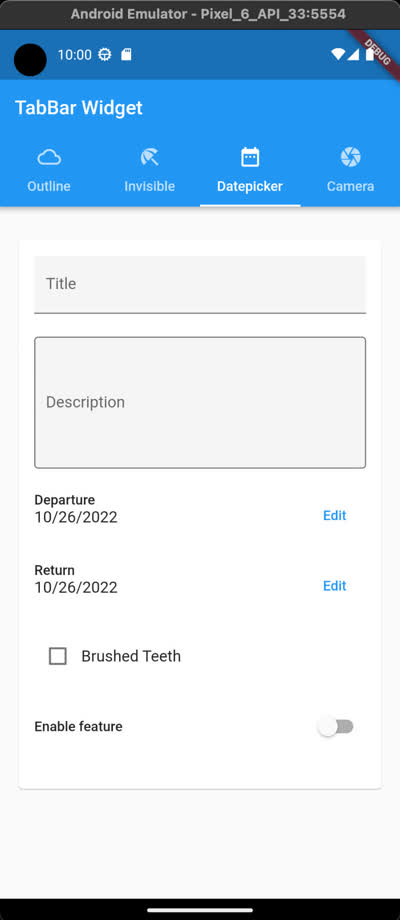 Android Emulator - Pixel_6_API_33:5554
10:00
DEBUG
TabBar Widget
Outline Invisible Datepicker Camera
Title
Description
Departure
10/26/2022 Edit
Return
10/26/2022 Edit
Brushed Teeth
Enable feature